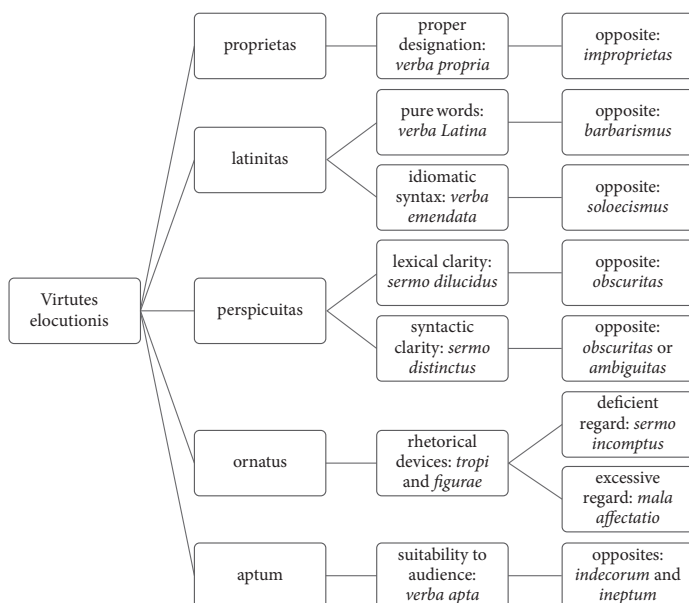 proprietas
proper
designation:
verba propria
opposite:
improprietas
latinitas
pure words:
verba Latina
opposite:
barbarismus
idiomatic
syntax: verba
emendata
opposite:
soloecismus
Virtutes
elocutionis
perspicuitas
lexical clarity:
sermo dilucidus
opposite:
obscuritas
syntactic
clarity: sermo
distinctus
opposite:
obscuritas or
ambiguitas
ornatus
rhetorical
devices: tropi
and figurae
deficient
regard: sermo
incomptus
excessive
regard: mala
affectatio
aptum
suitability to
audience:
verba apta
opposites:
indecorum and
ineptum